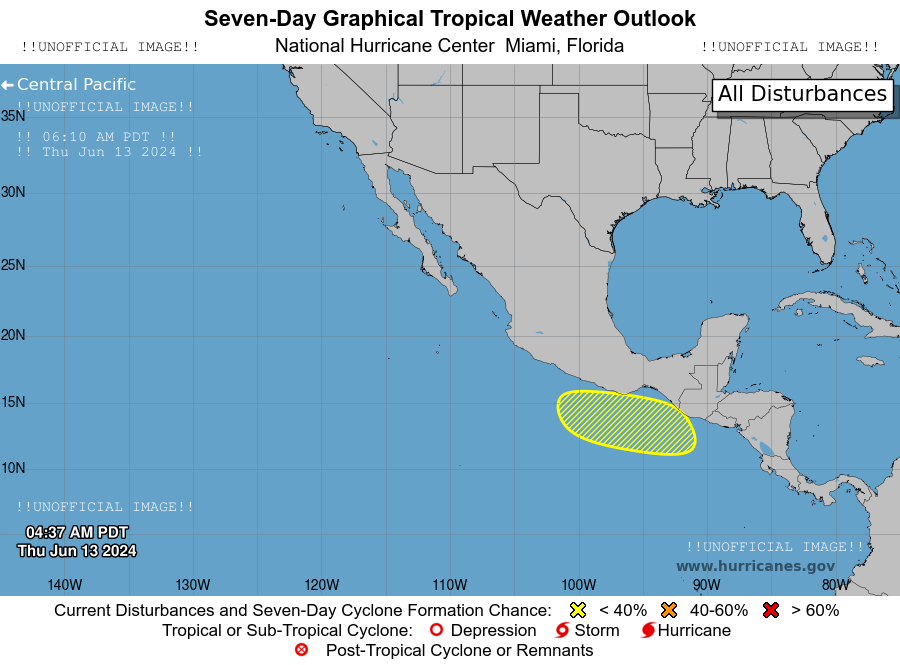 Seven-Day Graphical Tropical Weather Outlook
!!UNOFFICIAL IMAGE!! National Hurricane Center Miami, Florida !!UNOFFICIAL IMAGE!!
Central Pacific
All Disturbances
!!UNOFFICIAL IMAGE!!
35N
!! 06:10 AM PDT !!
!! Thu Jun 13 2024 !!
30N
25N
20N
15N
10N
!!UNOFFICIAL IMAGE!!
04:37 AM PDT
Thu Jun 13 2024
!!UNOFFICIAL IMAGE!!
www.hurricanes.gov
140W 130W 120W 110W 100W 90W 80W
Current Disturbances and Seven-Day Cyclone Formation Chance: < 40% 40-60% > 60%
Tropical or Sub-Tropical Cyclone: Depression Storm Hurricane
Post-Tropical Cyclone or Remnants